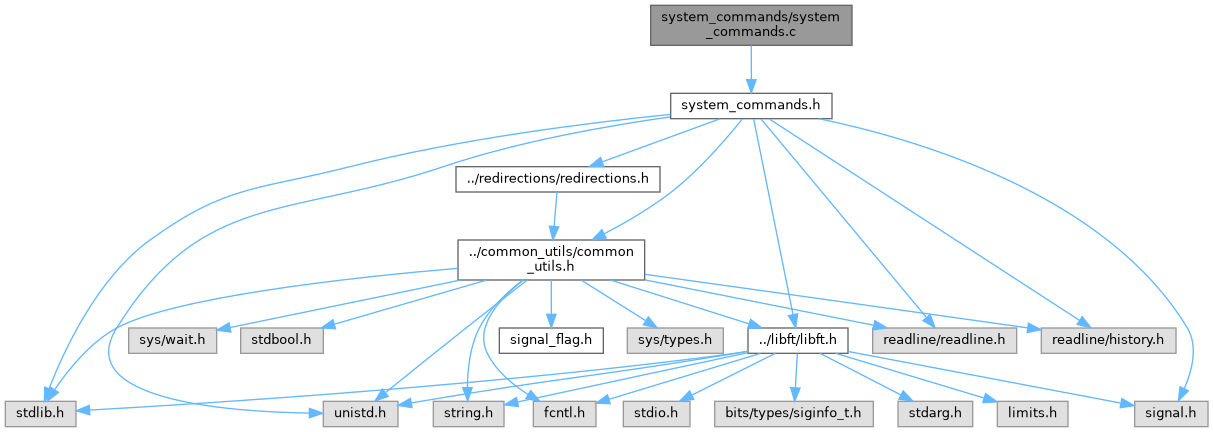 system_commands/system
_commands.c
system_commands.h
../redirections/redirections.h
../common_utils/common
_utils.h
sys/wait.h
stdbool.h
signal_flag.h
sys/types.h
../libft/libft.h
readline/readline.h
readline/history.h
stdlib.h
unistd.h
string.h
fcntl.h
stdio.h
bits/types/siginfo_t.h
stdarg.h
limits.h
signal.h